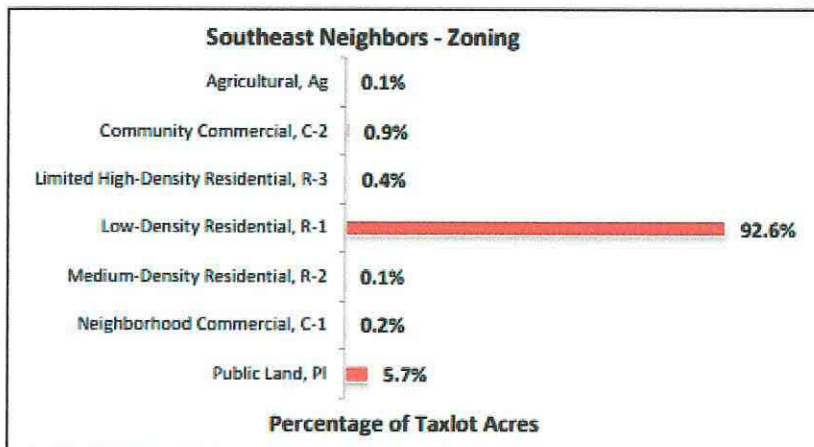 Southeast Neighbors - Zoning
Agricultural, Ag 0.1%
Community Commercial, C-2 0.9%
Limited High-Density Residential, R-3 0.4%
Low-Density Residential, R-1 92.6%
Medium-Density Residential, R-2 0.1%
Neighborhood Commercial, C-1 0.2%
Public Land, Pl 5.7%
Percentage of Taxlot Acres